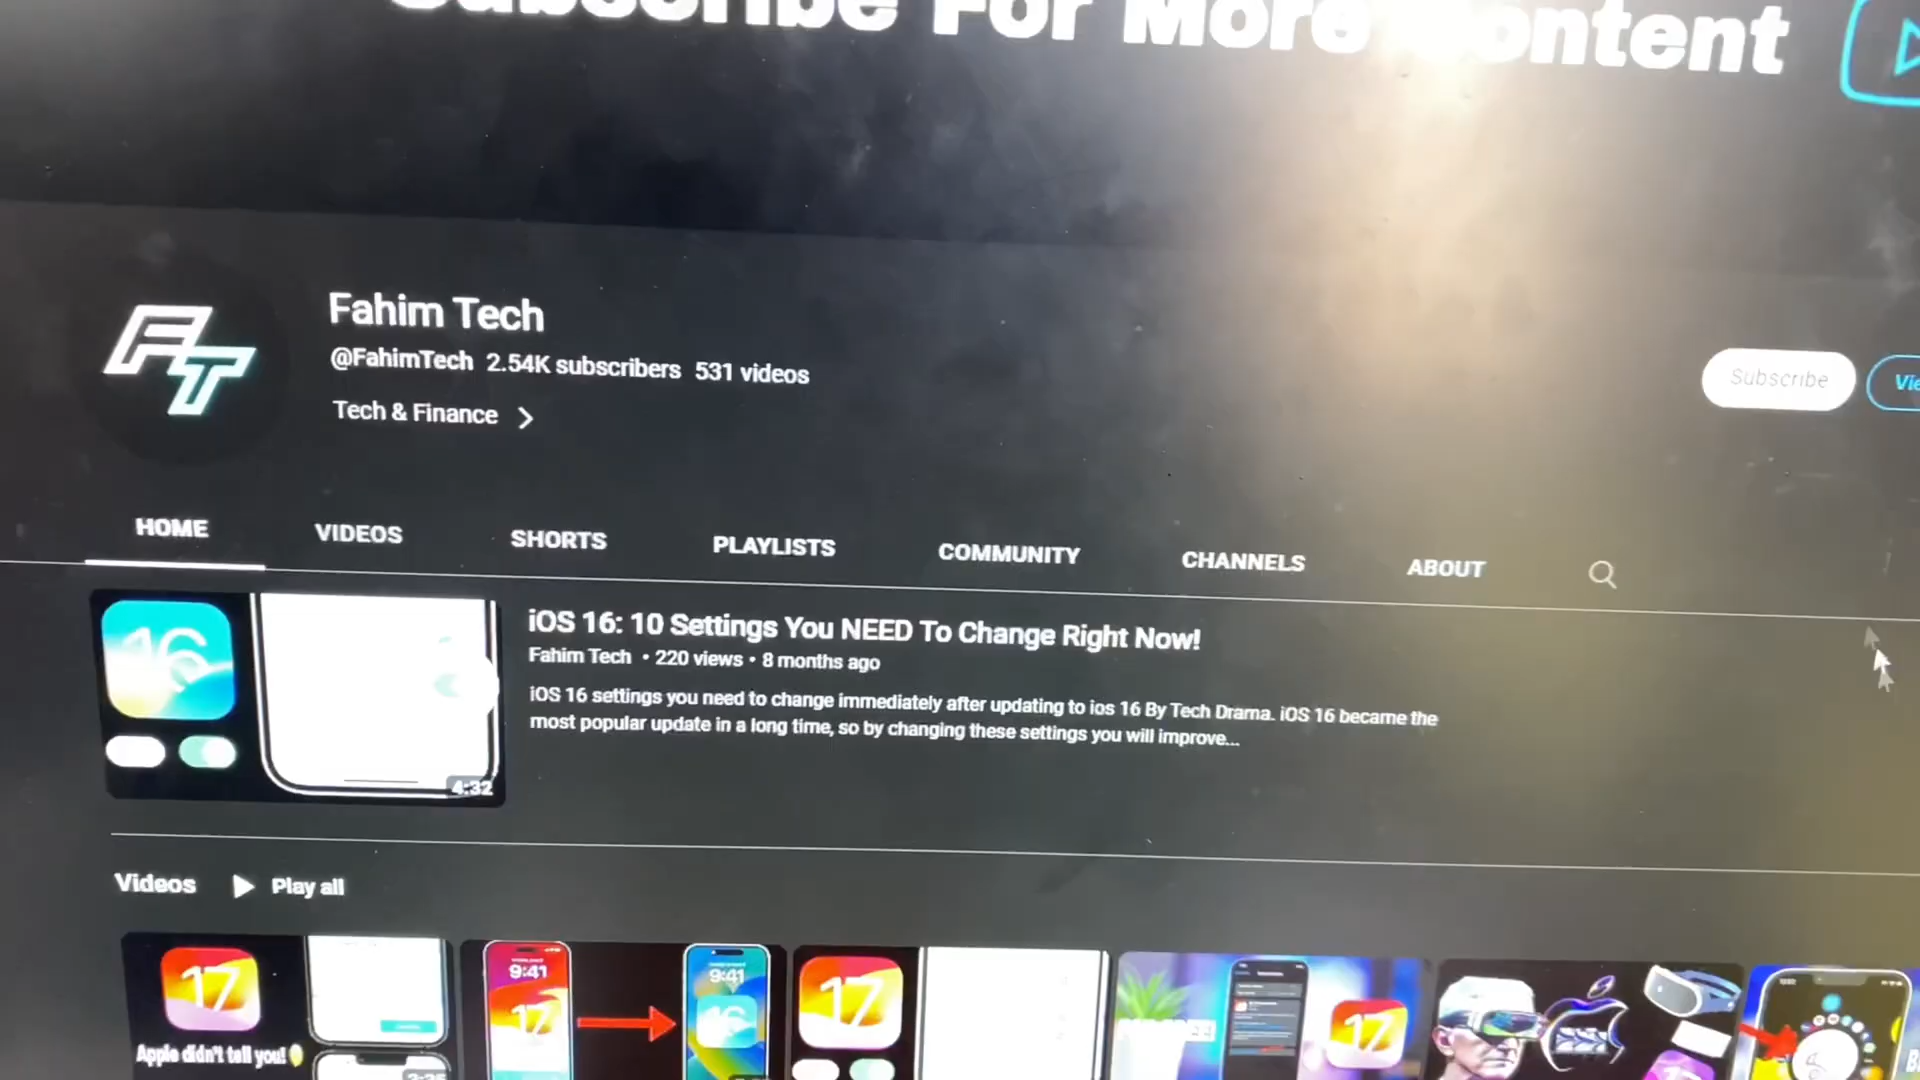 Subscribe For More Content
FT
Fahim Tech
@FahimTech 2.54K subscribers 531 videos
Subscribe
Tech & Finance
HOME VIDEOS SHORTS PLAYLISTS COMMUNITY CHANNELS ABOUT
16
iOS 16: 10 Settings You NEED To Change Right Now!
Fahim Tech • 220 views • 8 months ago
iOS 16 settings you need to change immediately after updating to ios 16 By Tech Drama. iOS 16 became the
most popular update in a long time, so by changing these settings you will improve...
4:32
Videos Play all
17
Apple didn't tell you!
9:41
17
9:41
16
17
17